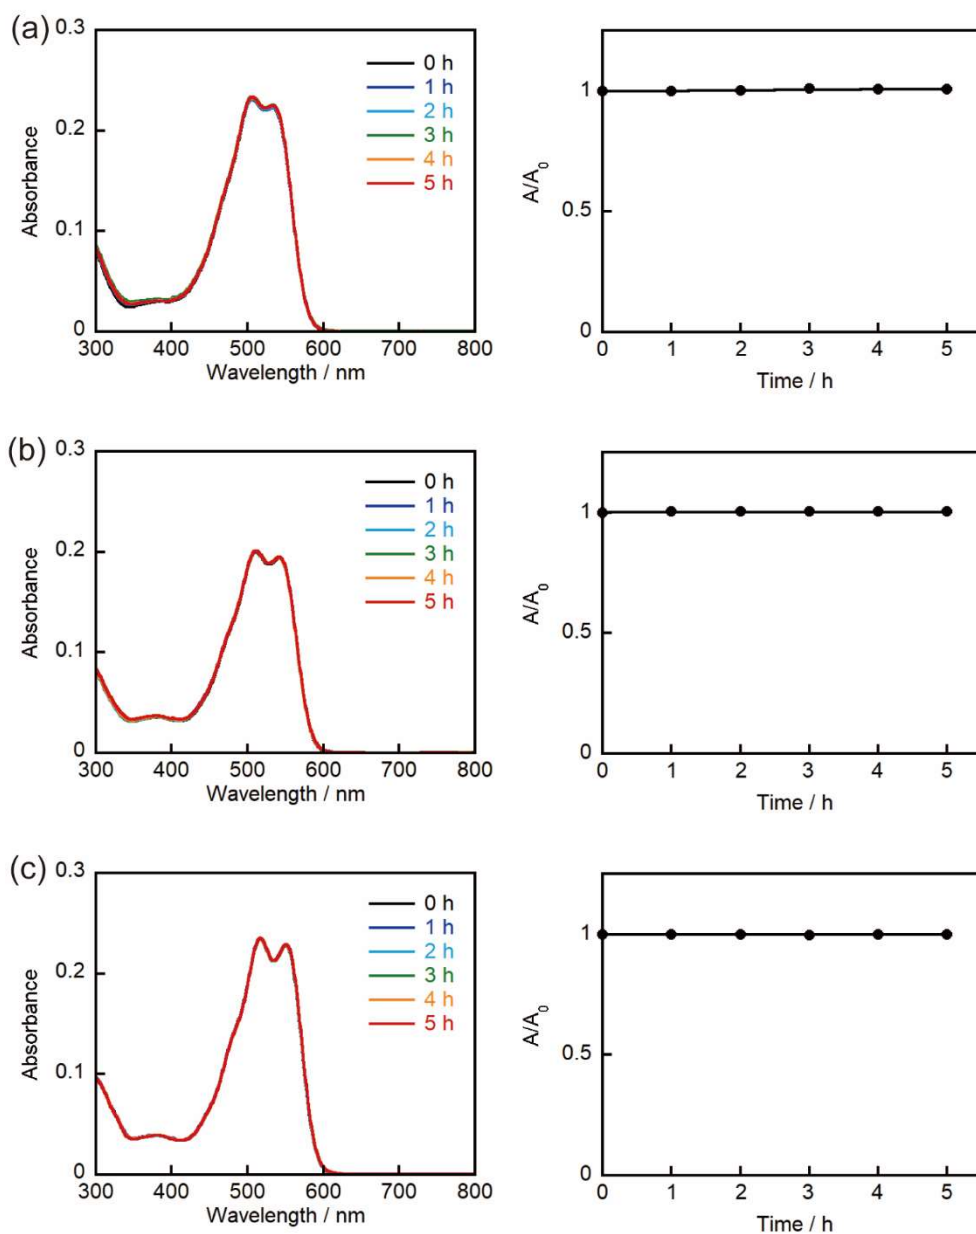 (a)
0.3
0.2
0.1
0
Absorbance
0 h
1 h
2 h
3 h
4 h
5 h
300 400 500 600 700 800
Wavelength / nm
1
0.5
0
A/A0
0 1 2 3 4 5
Time / h
(b)
0.3
0.2
0.1
0
Absorbance
0 h
1 h
2 h
3 h
4 h
5 h
300 400 500 600 700 800
Wavelength / nm
1
0.5
0
A/A0
0 1 2 3 4 5
Time / h
(c)
0.3
0.2
0.1
0
Absorbance
0 h
1 h
2 h
3 h
4 h
5 h
300 400 500 600 700 800
Wavelength / nm
1
0.5
0
A/A0
0 1 2 3 4 5
Time / h